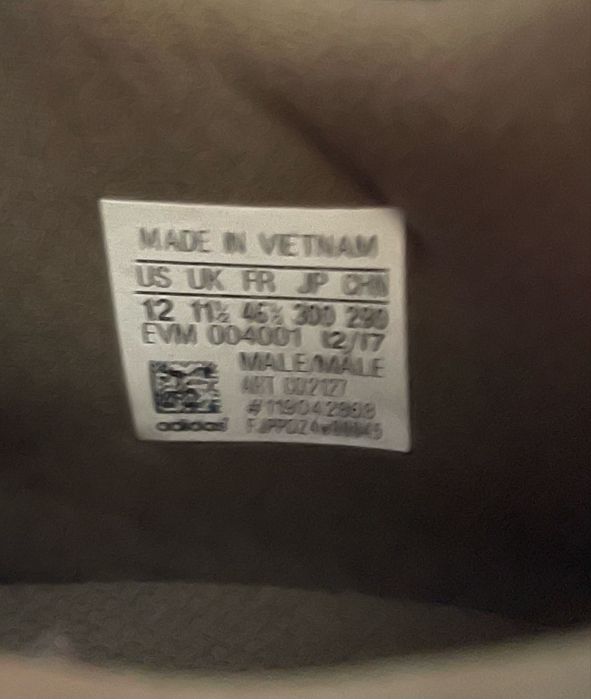 MADE IN VIETNAM
US UK FR JP CHN
12 11½ 46⅔ 300 290
EVM 004001 12/17
MALE/MALE
ART
adidas